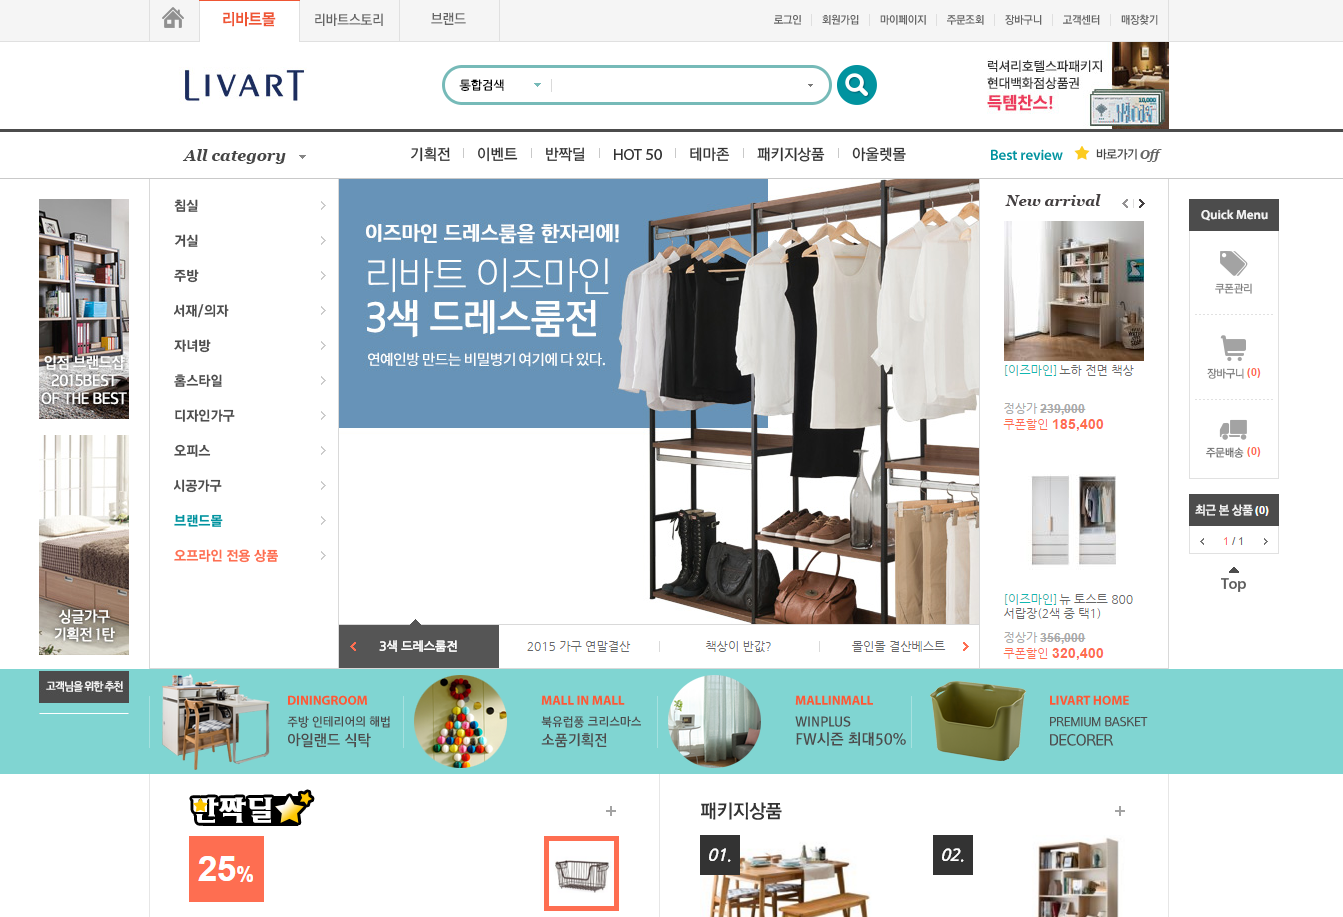 리바트몰
리바트스토리
브랜드
로그인
회원가입
마이페이지
주문조회
장바구니
고객센터
매장찾기
LIVART
통합검색
럭셔리호텔스파패키지
현대백화점상품권
득템찬스!
10,000
All category
기획전
이벤트
반짝딜
HOT 50
테마존
패키지상품
아울렛몰
Best review
바로가기 Off
입점 브랜드샵
2015BEST
OF THE BEST
싱글가구
기획전 1탄
침실
거실
주방
서재/의자
자녀방
홈스타일
디자인가구
오피스
시공가구
브랜드몰
오프라인 전용 상품
이즈마인 드레스룸을 한자리에!
리바트 이즈마인
3색 드레스룸전
연예인방 만드는 비밀병기 여기에 다 있다.
3색 드레스룸전
2015 가구 연말결산
책상이 반값?
몰인몰 결산베스트
New arrival
[이즈마인] 노하 전면 책상
정상가 239,000
쿠폰할인 185,400
[이즈마인] 뉴 토스트 800
서랍장(2색 중 택1)
정상가 356,000
쿠폰할인 320,400
Quick Menu
쿠폰관리
장바구니 (0)
주문배송 (0)
최근 본 상품 (0)
1 / 1
Top
고객님을 위한 추천
DININGROOM
주방 인테리어의 해법
아일랜드 식탁
MALL IN MALL
북유럽풍 크리스마스
소품기획전
MALLINMALL
WINPLUS
FW시즌 최대50%
LIVART HOME
PREMIUM BASKET
DECORER
반짝딜
25%
패키지상품
01.
02.